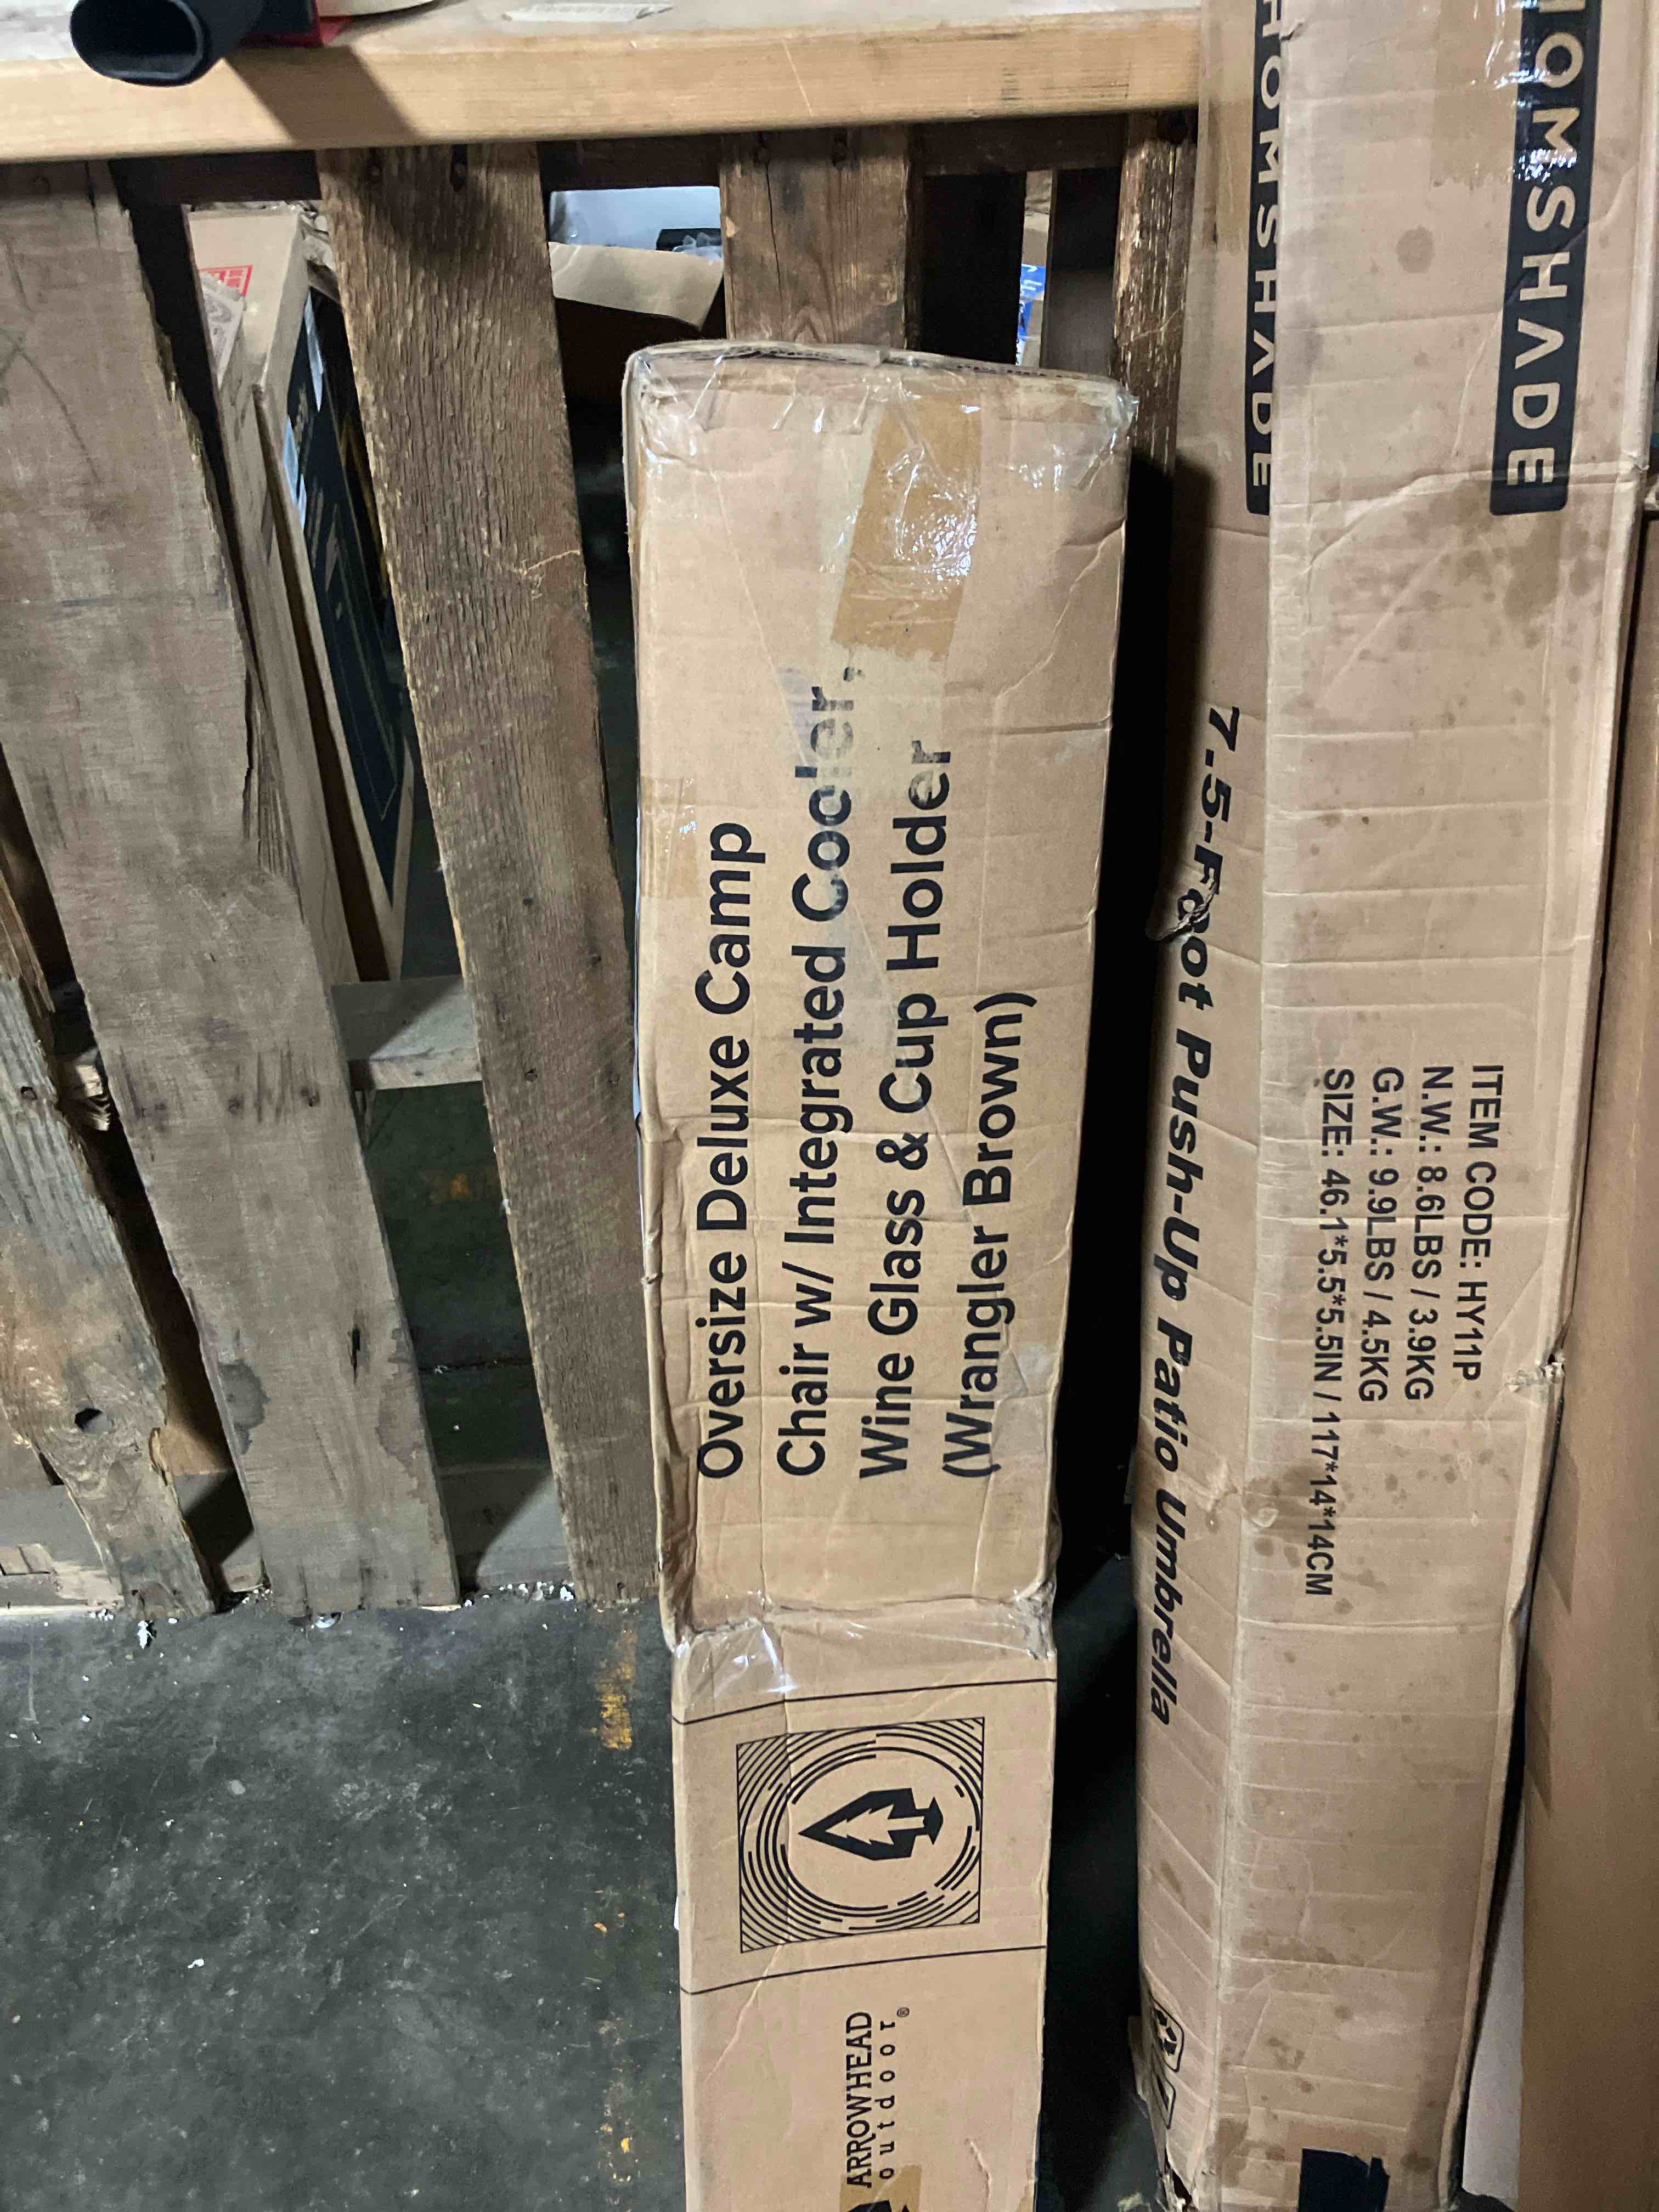 Oversize Deluxe Camp
Chair w/ Integrated Cooler,
Wine Glass & Cup Holder
(Wrangler Brown)
ARROWHEAD
outdoor®
HOMSHADE
HOMSHADE
7.5-Foot Push-Up Patio Umbrella
ITEM CODE: HY11P
N.W.: 8.6LBS / 3.9KG
G.W.: 9.9LBS / 4.5KG
SIZE: 46.1*5.5*5.5IN / 117*14*14CM